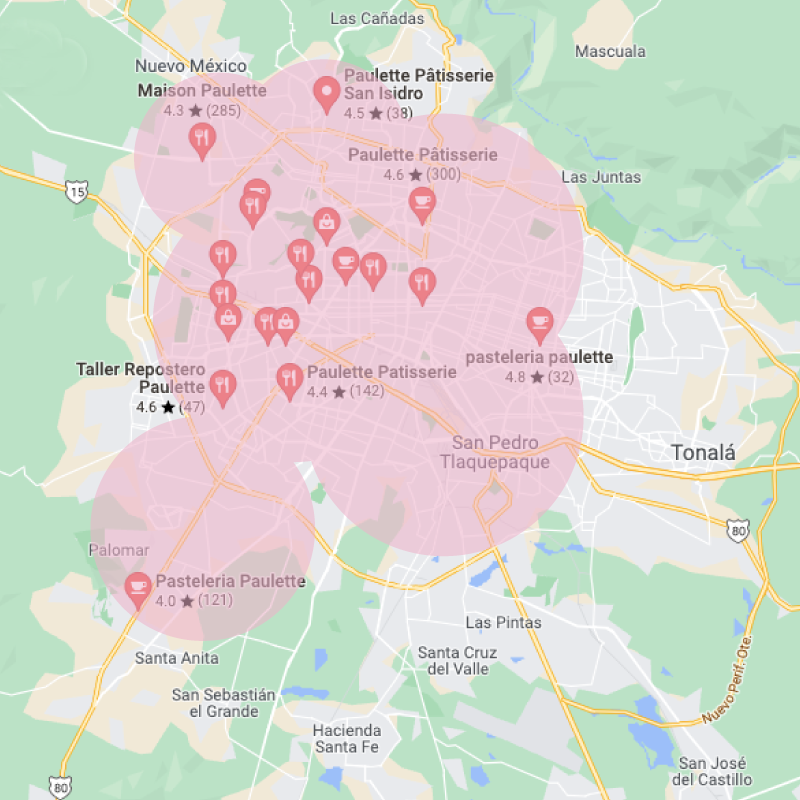 Las Cañadas
Mascuala
Nuevo México
Maison Paulette
4.3 ★ (285)
Paulette Pâtisserie
San Isidro
4.5 ★ (38)
Paulette Pâtisserie
4.6 ★ (300)
Las Juntas
15
pasteleria paulette
4.8 ★ (32)
Taller Repostero
Paulette
4.6 ★ (47)
Paulette Patisserie
4.4 ★ (142)
San Pedro
Tlaquepaque
Tonalá
80
Palomar
Pasteleria Paulette
4.0 ★ (121)
Las Pintas
Santa Anita
Santa Cruz
del Valle
San Sebastián
el Grande
Nuevo Perif. Ote.
Hacienda
Santa Fe
San José
del Castillo
80